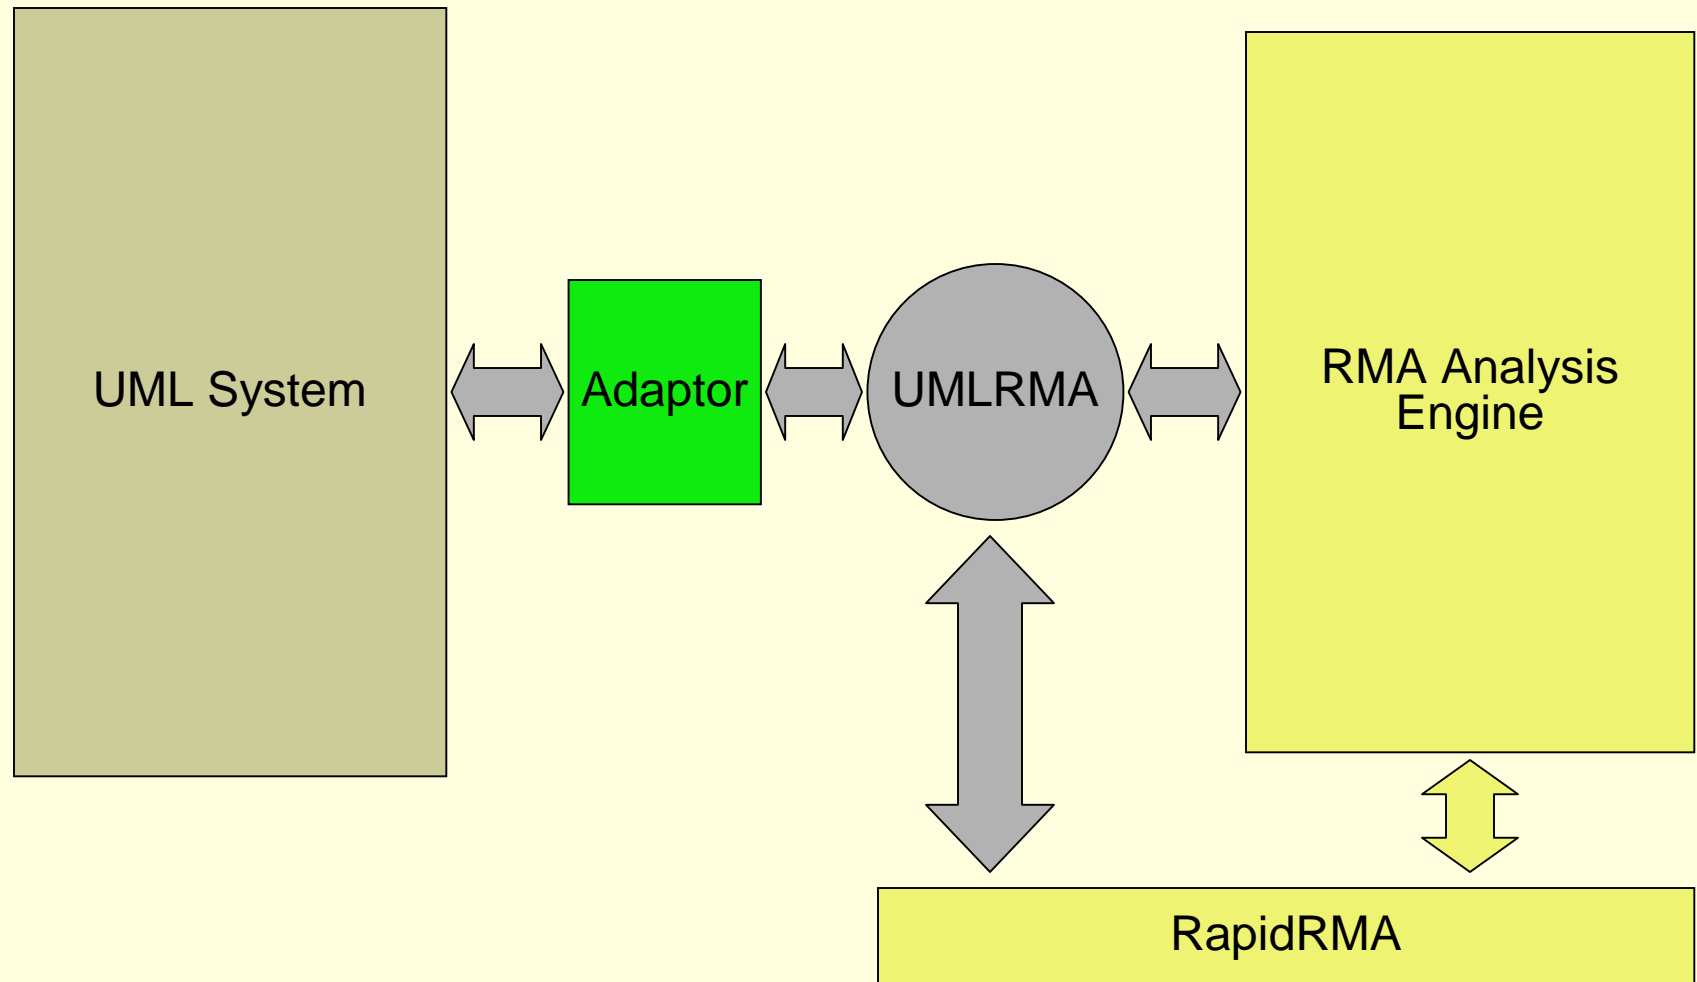 UML System
Adaptor
UMLRMA
RMA Analysis
Engine
RapidRMA